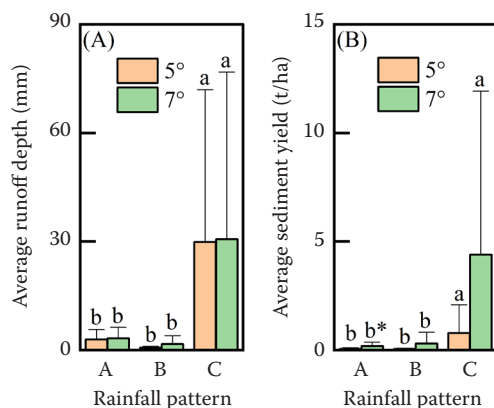 (A)
5°
7°
Average runoff depth (mm)
90
60
30
0
b b b b a a
A B C
Rainfall pattern
(B)
5°
7°
Average sediment yield (t/ha)
15
10
5
0
b b* b b a a
A B C
Rainfall pattern